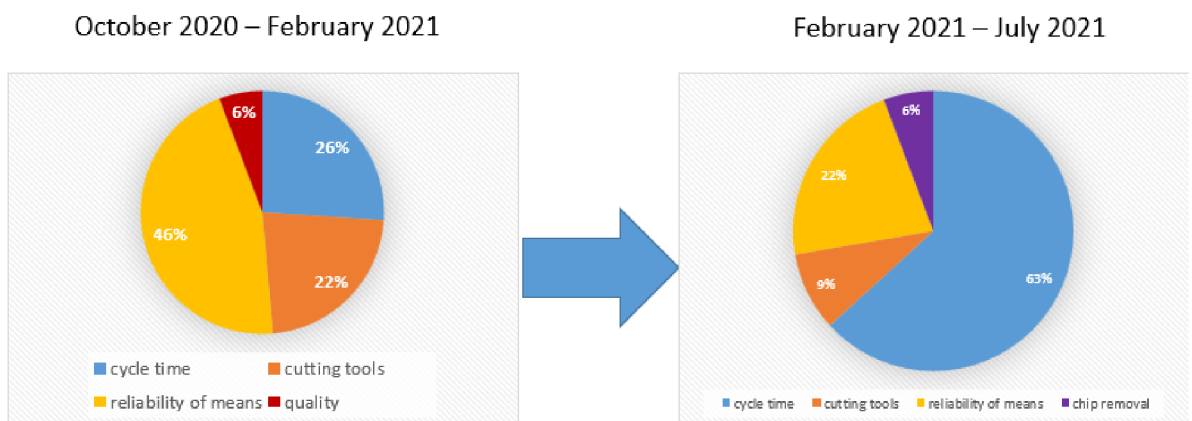 October 2020 – February 2021
6%
26%
46%
22%
cycle time cutting tools
reliability of means quality
February 2021 – July 2021
6%
22%
9%
63%
cycle time cutting tools reliability of means chip removal